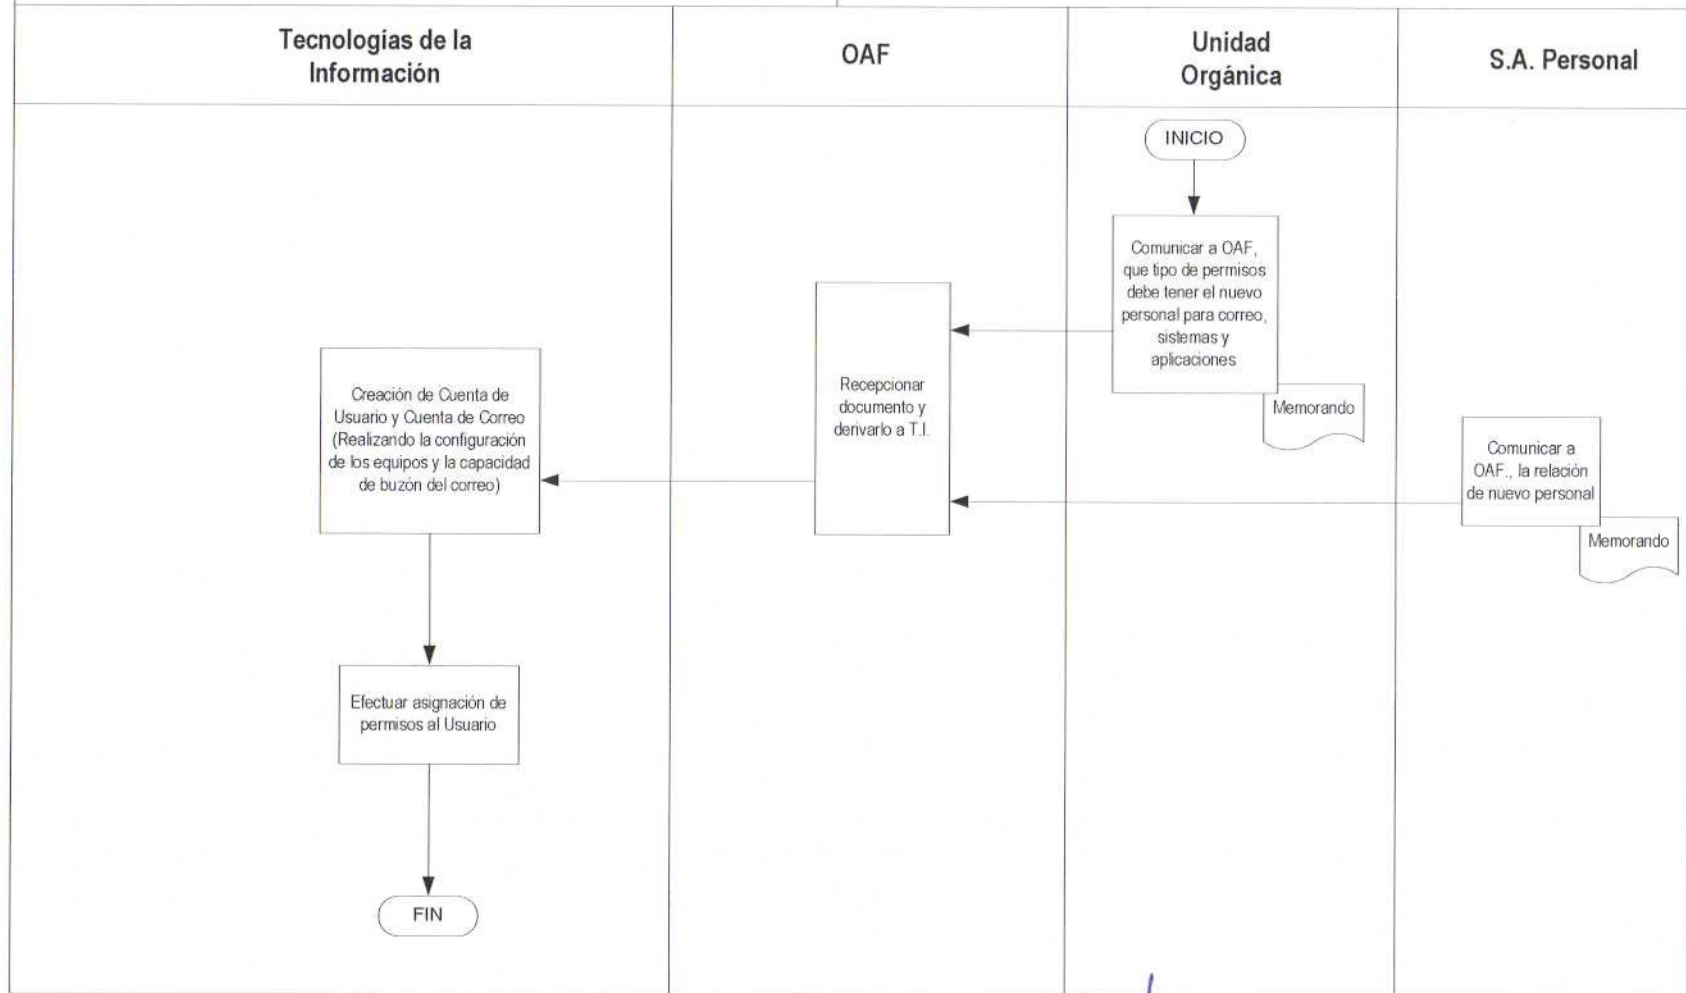 Tecnologías de la
Información
OAF
Unidad
Orgánica
S.A. Personal
INICIO
Comunicar a OAF,
que tipo de permisos
debe tener el nuevo
personal para correo,
sistemas y
aplicaciones
Memorando
Comunicar a
OAF., la relación
de nuevo personal
Memorando
Recepcionar
documento y
derivarlo a T.I.
Creación de Cuenta de
Usuario y Cuenta de Correo
(Realizando la configuración
de los equipos y la capacidad
de buzón del correo)
Efectuar asignación de
permisos al Usuario
FIN